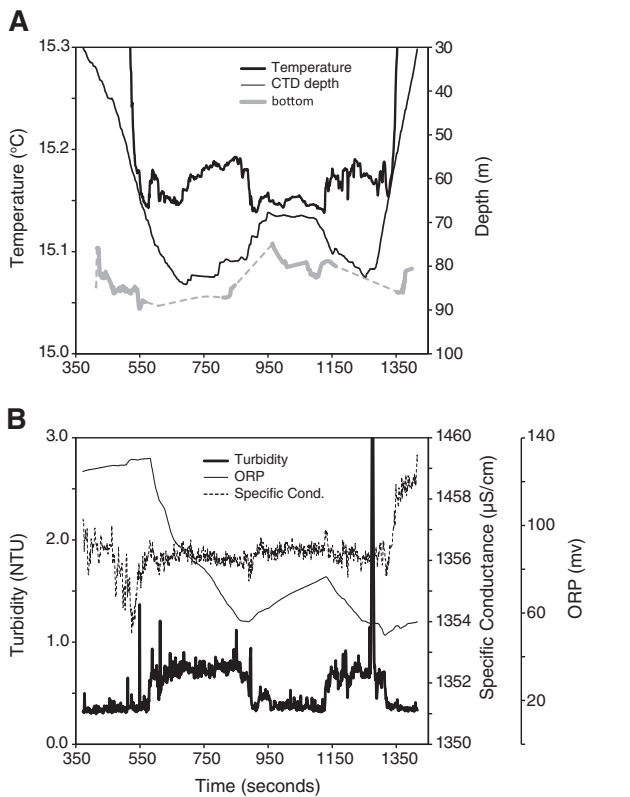 A
15.3
15.2
15.1
15.0
Temperature (°C)
Temperature
CTD depth
bottom
30
40
50
60
70
80
90
100
Depth (m)
350 550 750 950 1150 1350
B
3.0
2.0
1.0
0.0
Turbidity (NTU)
Turbidity
ORP
Specific Cond.
1460
1458
1356
1354
1352
1350
Specific Conductance (µS/cm)
140
100
60
20
ORP (mv)
350 550 750 950 1150 1350
Time (seconds)